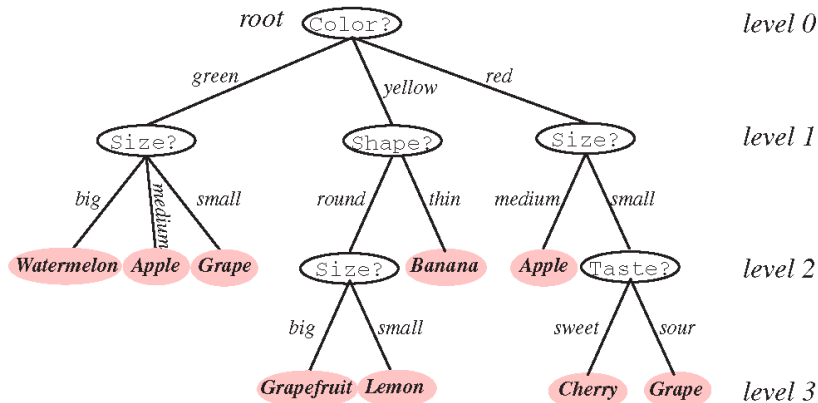 root Color? level 0
green yellow red
Size? Shape? Size? level 1
big medium small round thin medium small
Watermelon Apple Grape Size? Banana Apple Taste? level 2
big small sweet sour
Grapefruit Lemon Cherry Grape level 3